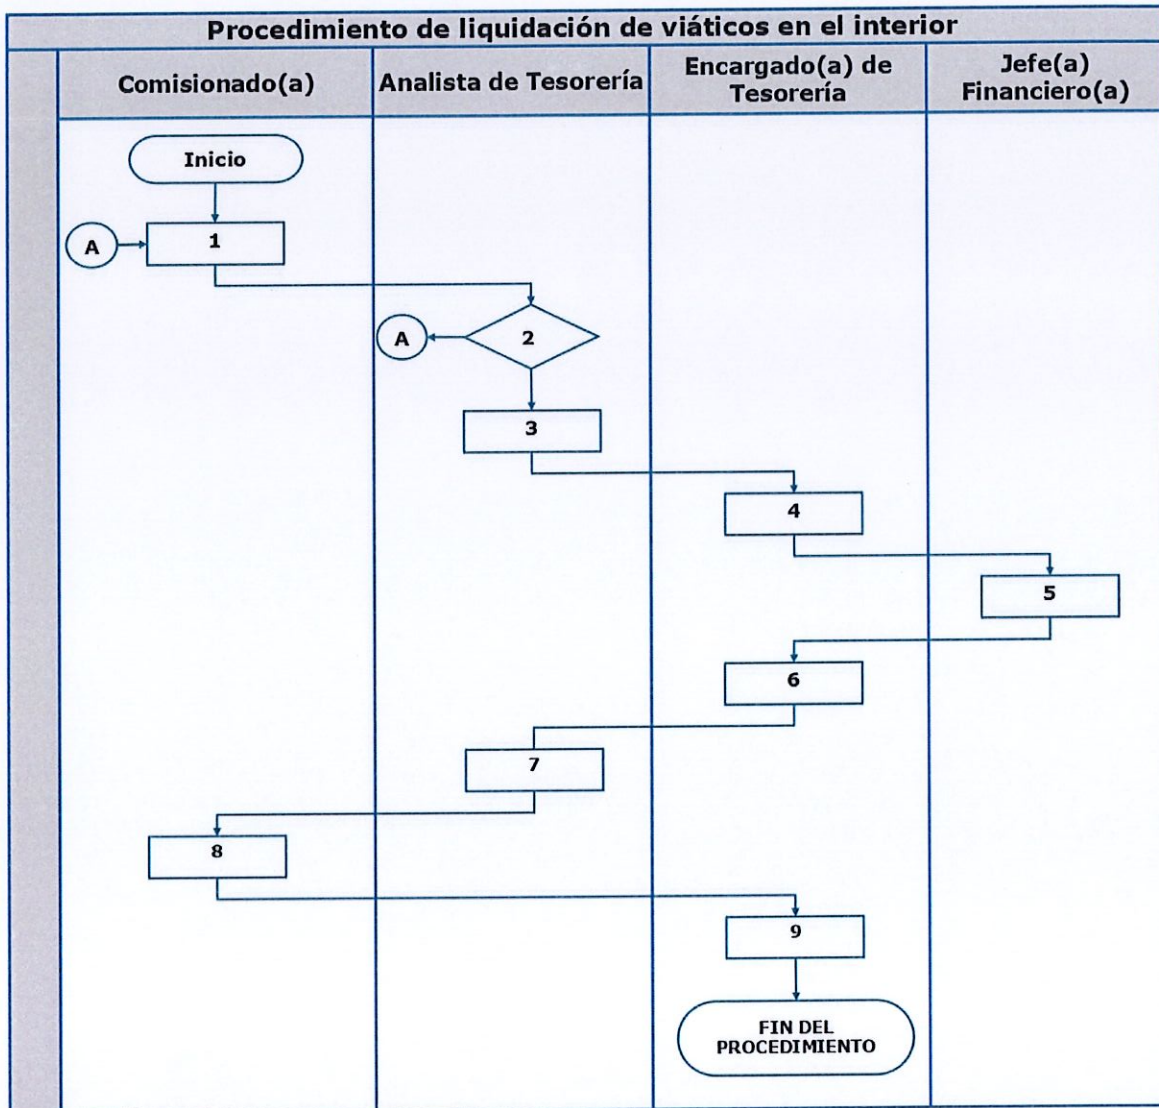 Procedimiento de liquidación de viáticos en el interior
Comisionado(a)
Analista de Tesorería
Encargado(a) de
Tesorería
Jefe(a)
Financiero(a)
Inicio
A
1
A
2
3
4
5
6
7
8
9
FIN DEL
PROCEDIMIENTO